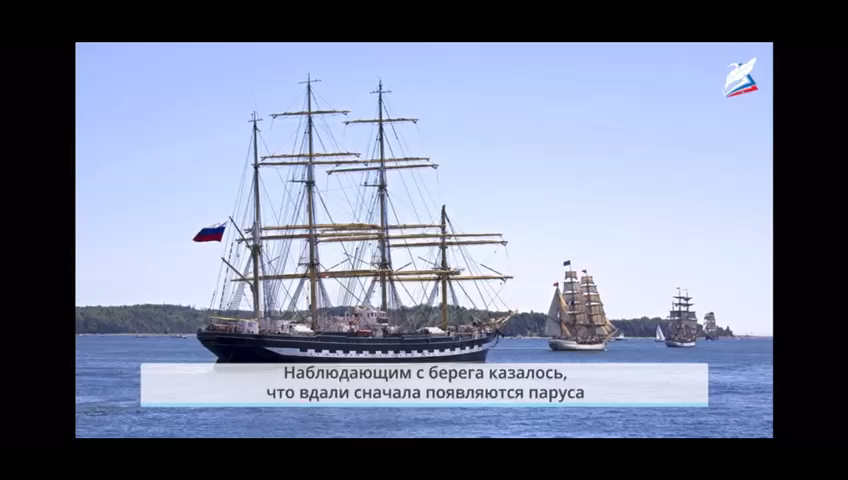 Наблюдающим с берега казалось,
что вдали сначала появляются паруса